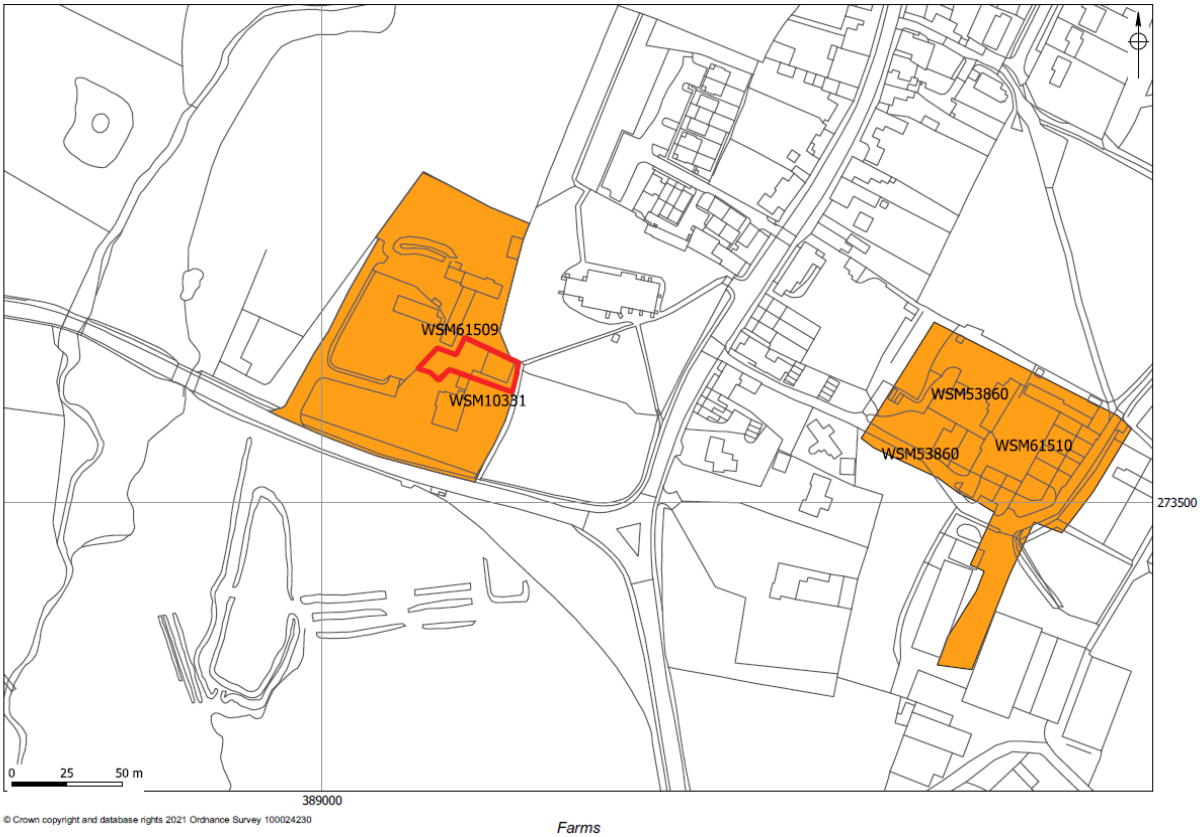 WSM61509
WSM10331
WSM53860
WSM61510
WSM53860
273500
0 25 50 m
389000
© Crown copyright and database rights 2021 Ordnance Survey 100024230
Farms